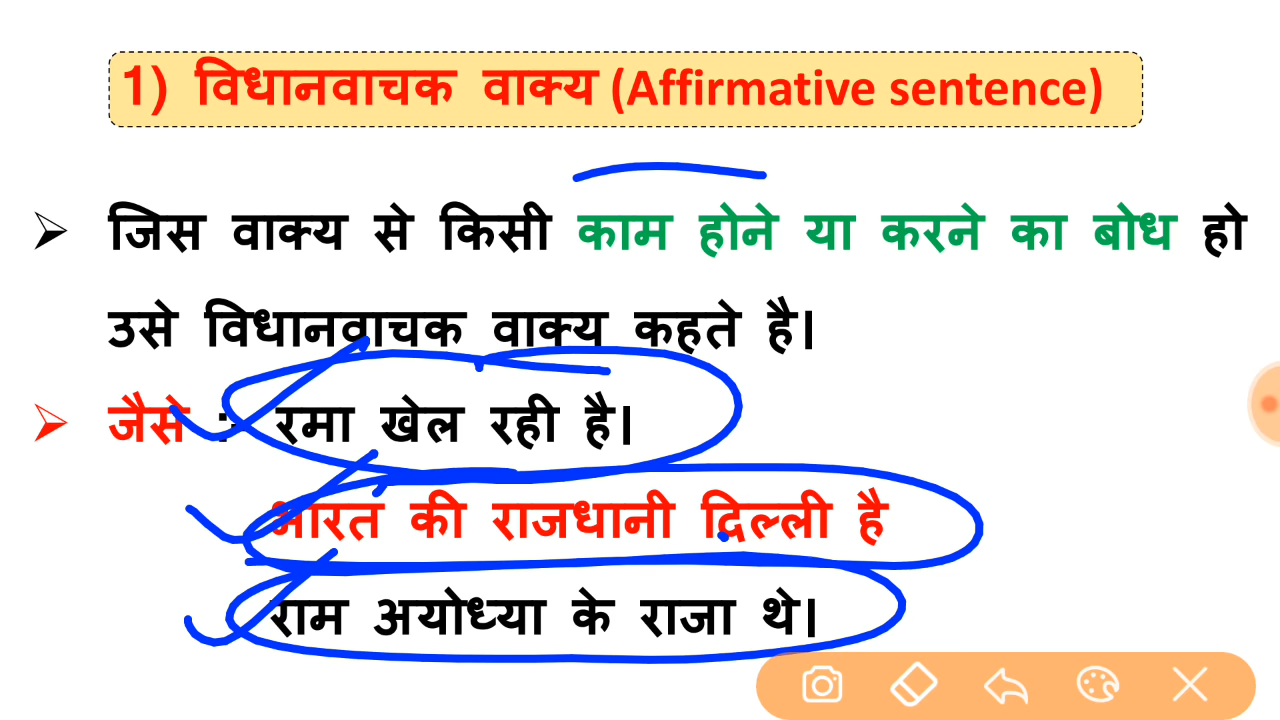 1) विधानवाचक वाक्य (Affirmative sentence)
जिस वाक्य से किसी काम होने या करने का बोध हो
उसे विधानवाचक वाक्य कहते है।
जैसे :- रमा खेल रही है।
भारत की राजधानी दिल्ली है
राम अयोध्या के राजा थे।